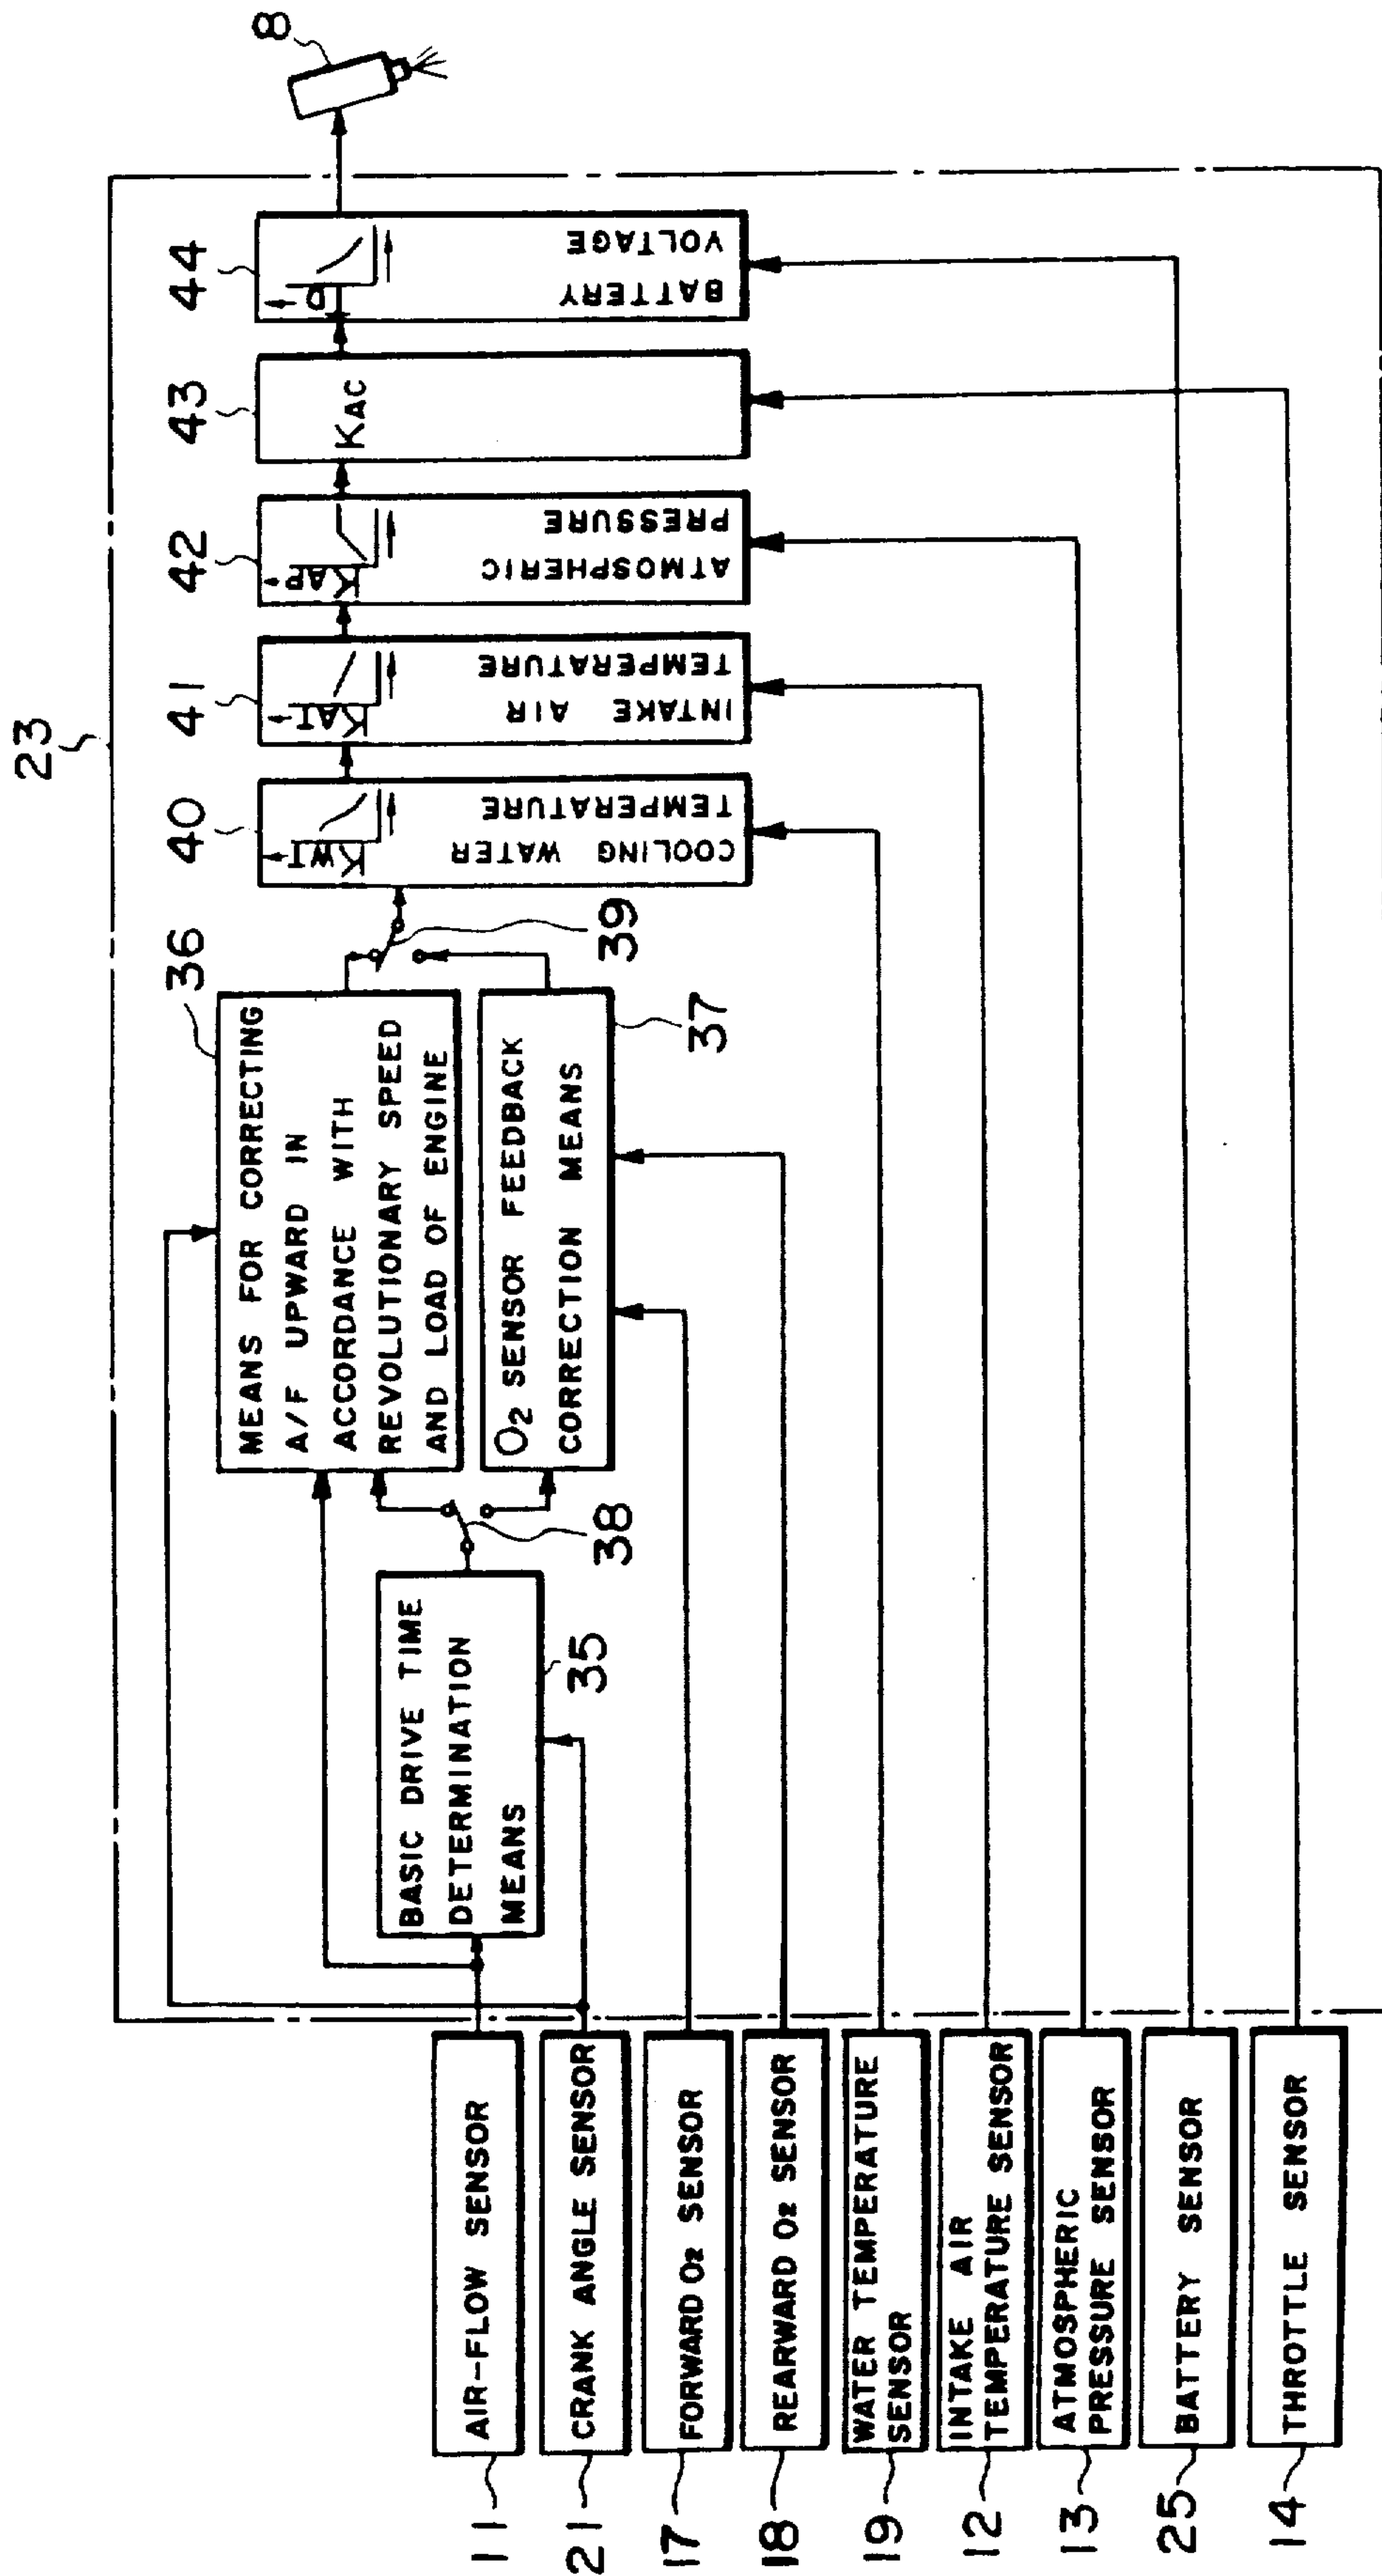 23
8
36
40
41
42
43
44
MEANS FOR CORRECTING
A/F UPWARD IN
ACCORDANCE WITH
REVOLUTIONARY SPEED
AND LOAD OF ENGINE
O2 SENSOR FEEDBACK
CORRECTION MEANS
37
38
39
BASIC DRIVE TIME
DETERMINATION
MEANS
35
KWT
COOLING WATER
TEMPERATURE
KAT
INTAKE AIR
TEMPERATURE
KAP
ATMOSPHERIC
PRESSURE
KAC
D
BATTERY
VOLTAGE
11
AIR-FLOW SENSOR
21
CRANK ANGLE SENSOR
17
FORWARD O2 SENSOR
18
REARWARD O2 SENSOR
19
WATER TEMPERATURE
SENSOR
12
INTAKE AIR
TEMPERATURE SENSOR
13
ATMOSPHERIC
PRESSURE SENSOR
25
BATTERY SENSOR
14
THROTTLE SENSOR